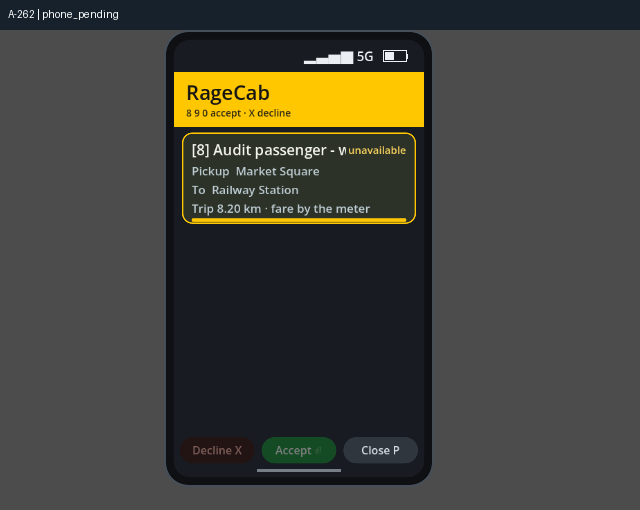 A-262 | phone_pending
5G
RageCab
8 9 0 accept · X decline
[8] Audit passenger - unavailable
Pickup Market Square
To Railway Station
Trip 8.20 km · fare by the meter
Decline X Accept Close P